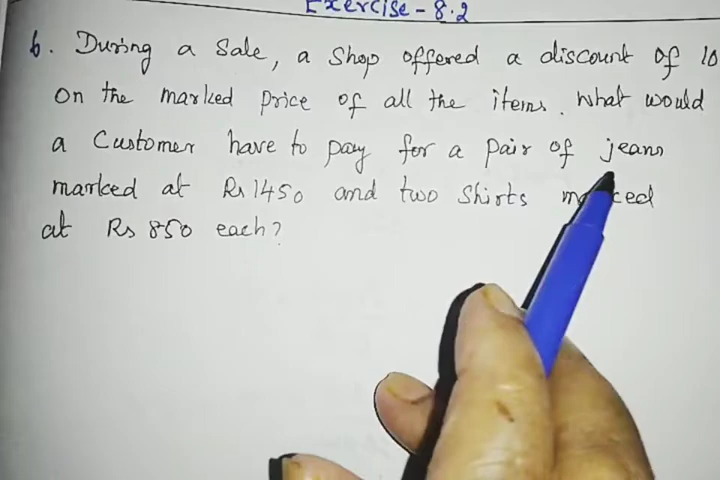 Exercise - 8.2
6. During a Sale, a Shop offered a discount of 10
on the marked price of all the items. What would
a Customer have to pay for a pair of jeans
marked at Rs 1450 and two Shirts
at Rs 850 each?